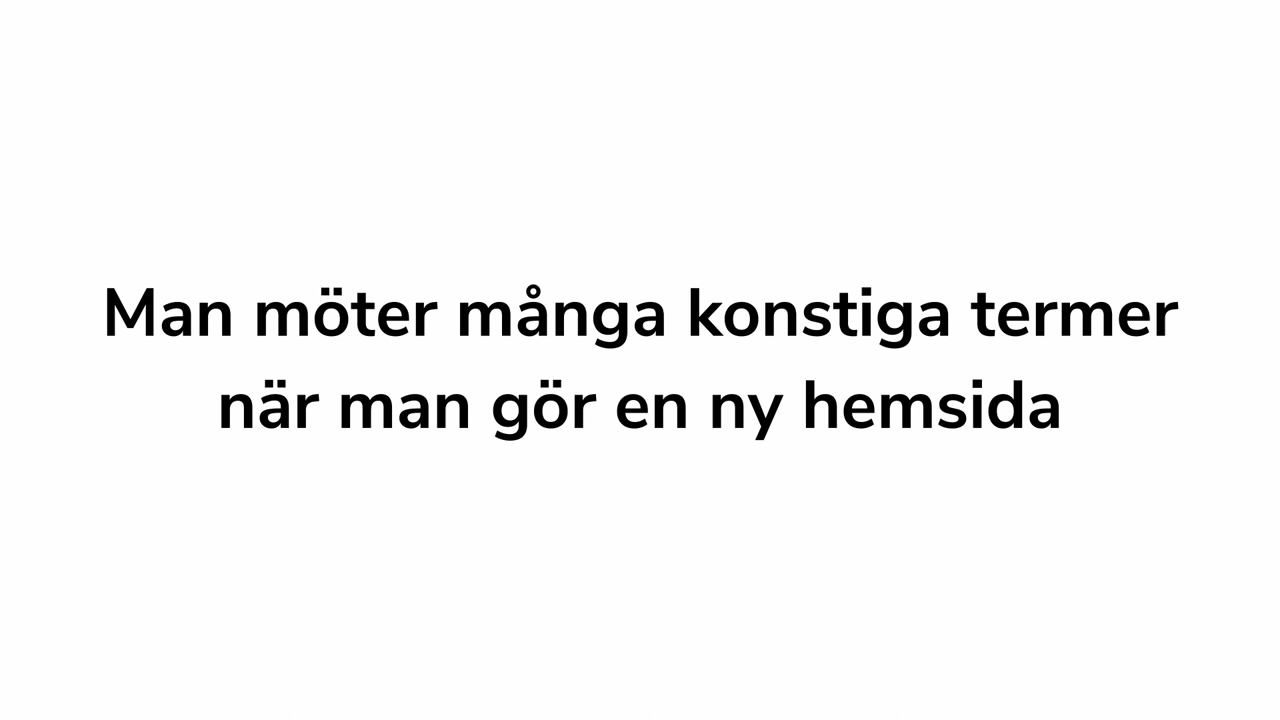 Man möter många konstiga termer
när man gör en ny hemsida